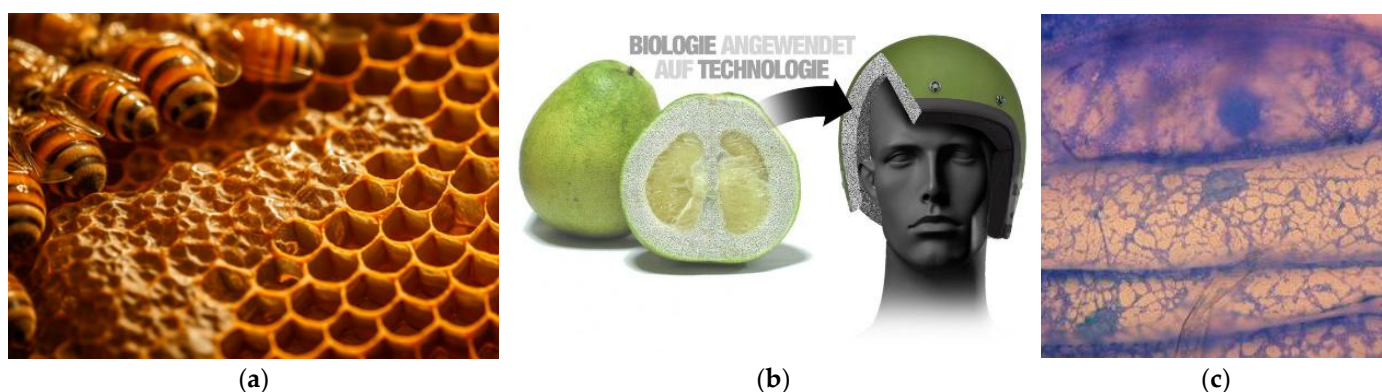 BIOLOGIE ANGEWENDET
AUF TECHNOLOGIE
(a)
(b)
(c)